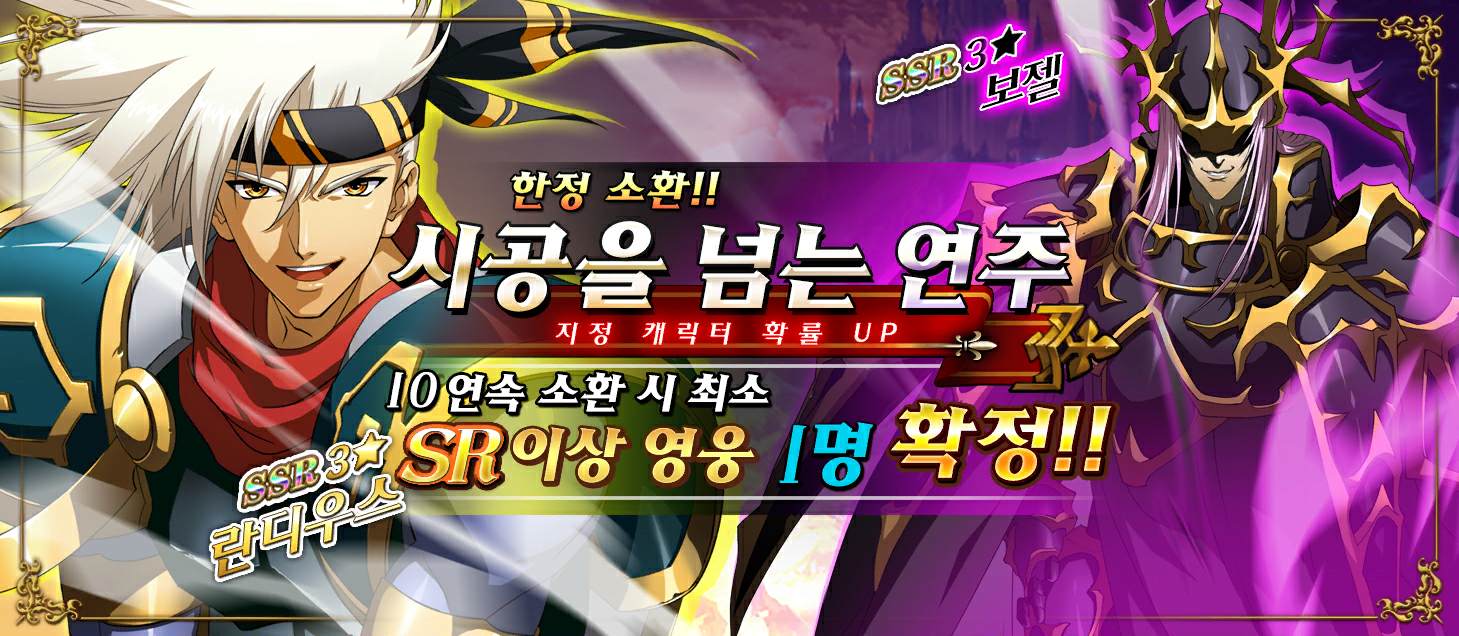 SSR 3★
보젤
한정 소환!!
시공을 넘는 연주
지정 캐릭터 확률 UP
10연속 소환 시 최소
SR이상 영웅 1명 확정!!
SSR 3★
란디우스